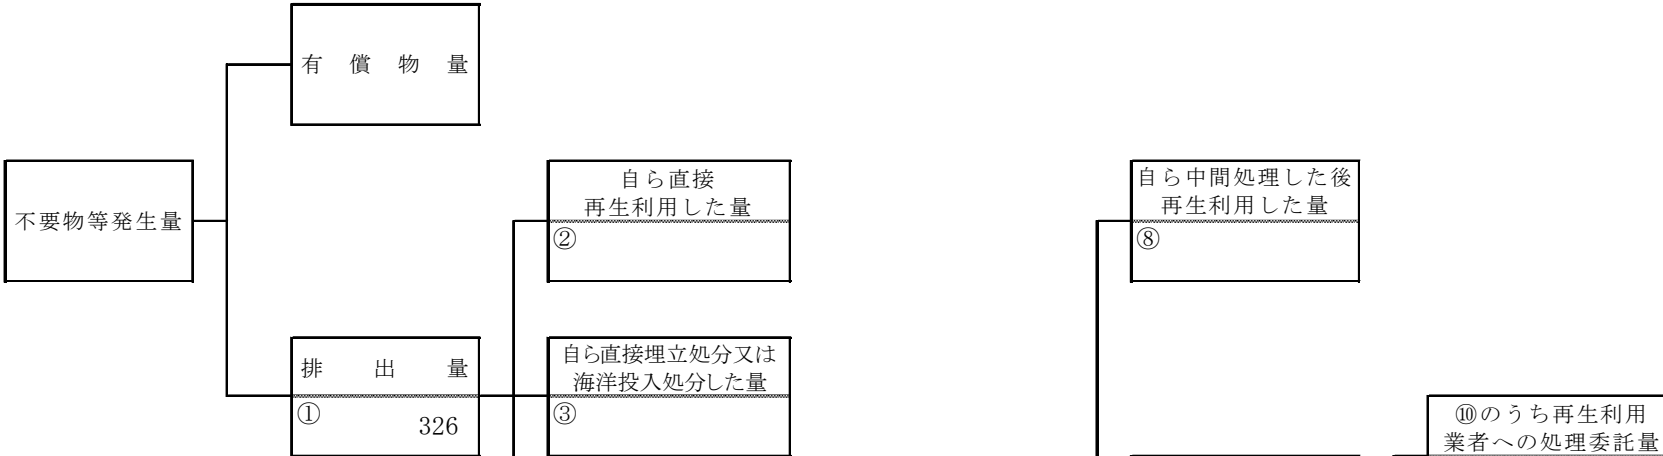 有償物量
不要物等発生量
自ら直接
再生利用した量
②
自ら中間処理した後
再生利用した量
⑧
排出量
①
326
自ら直接埋立処分又は
海洋投入処分した量
③
⑩のうち再生利用
業者への処理委託量